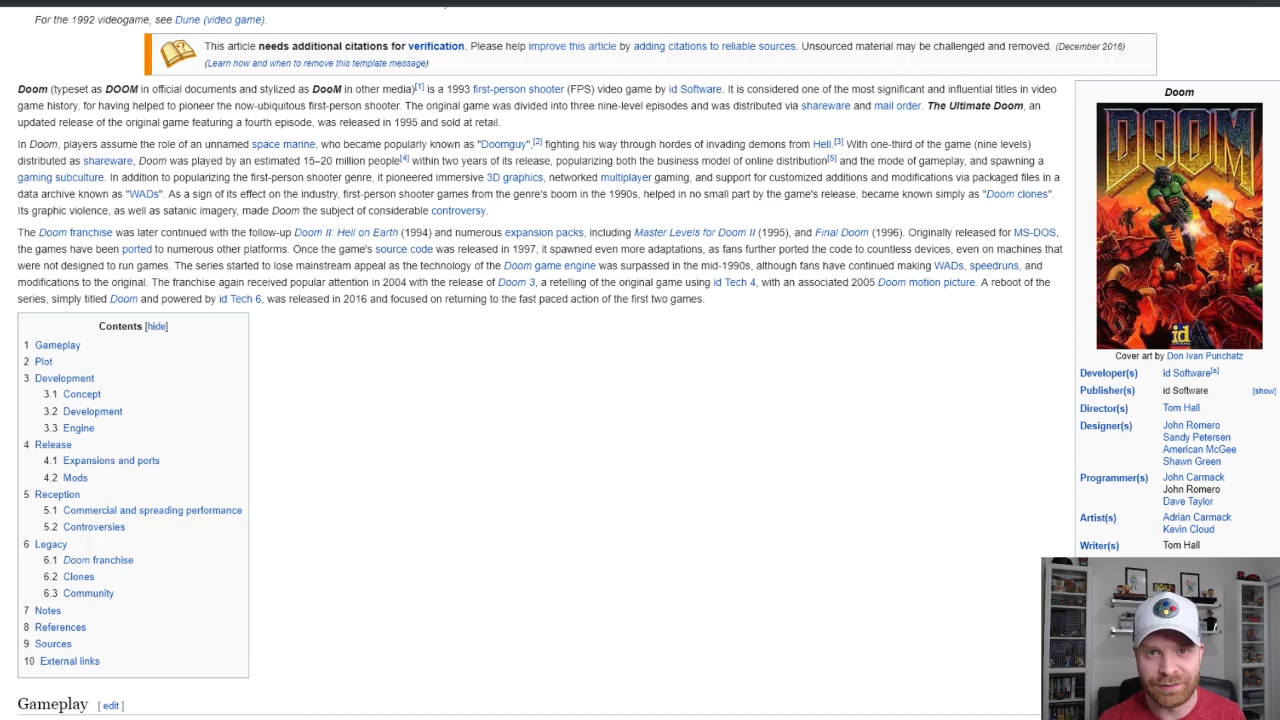 For the 1992 videogame, see Dune (video game).
This article needs additional citations for verification. Please help improve this article by adding citations to reliable sources. Unsourced material may be challenged and removed. (December 2016)
(Learn how and when to remove this template message)
Doom (typeset as DOOM in official documents and stylized as DooM in other media)[1] is a 1993 first-person shooter (FPS) video game by id Software. It is considered one of the most significant and influential titles in video
game history, for having helped to pioneer the now-ubiquitous first-person shooter. The original game was divided into three nine-level episodes and was distributed via shareware and mail order. The Ultimate Doom, an
updated release of the original game featuring a fourth episode, was released in 1995 and sold at retail.
In Doom, players assume the role of an unnamed space marine, who became popularly known as "Doomguy",[2] fighting his way through hordes of invading demons from Hell.[3] With one-third of the game (nine levels)
distributed as shareware, Doom was played by an estimated 15–20 million people[4] within two years of its release, popularizing both the business model of online distribution[5] and the mode of gameplay, and spawning a
gaming subculture. In addition to popularizing the first-person shooter genre, it pioneered immersive 3D graphics, networked multiplayer gaming, and support for customized additions and modifications via packaged files in a
data archive known as "WADs". As a sign of its effect on the industry, first-person shooter games from the genre's boom in the 1990s, helped in no small part by the game's release, became known simply as "Doom clones".
Its graphic violence, as well as satanic imagery, made Doom the subject of considerable controversy.
The Doom franchise was later continued with the follow-up Doom II: Hell on Earth (1994) and numerous expansion packs, including Master Levels for Doom II (1995), and Final Doom (1996). Originally released for MS-DOS,
the games have been ported to numerous other platforms. Once the game's source code was released in 1997, it spawned even more adaptations, as fans further ported the code to countless devices, even on machines that
were not designed to run games. The series started to lose mainstream appeal as the technology of the Doom game engine was surpassed in the mid-1990s, although fans have continued making WADs, speedruns, and
modifications to the original. The franchise again received popular attention in 2004 with the release of Doom 3, a retelling of the original game using id Tech 4, with an associated 2005 Doom motion picture. A reboot of the
series, simply titled Doom and powered by id Tech 6, was released in 2016 and focused on returning to the fast paced action of the first two games.
Contents [hide]
1 Gameplay
2 Plot
3 Development
3.1 Concept
3.2 Development
3.3 Engine
4 Release
4.1 Expansions and ports
4.2 Mods
5 Reception
5.1 Commercial and spreading performance
5.2 Controversies
6 Legacy
6.1 Doom franchise
6.2 Clones
6.3 Community
7 Notes
8 References
9 Sources
10 External links
Gameplay [ edit ]
Doom
DOOM
id
Cover art by Don Ivan Punchatz
Developer(s) id Software[a]
Publisher(s) id Software [show]
Director(s) Tom Hall
Designer(s) John Romero
Sandy Petersen
American McGee
Shawn Green
Programmer(s) John Carmack
John Romero
Dave Taylor
Artist(s) Adrian Carmack
Kevin Cloud
Writer(s) Tom Hall